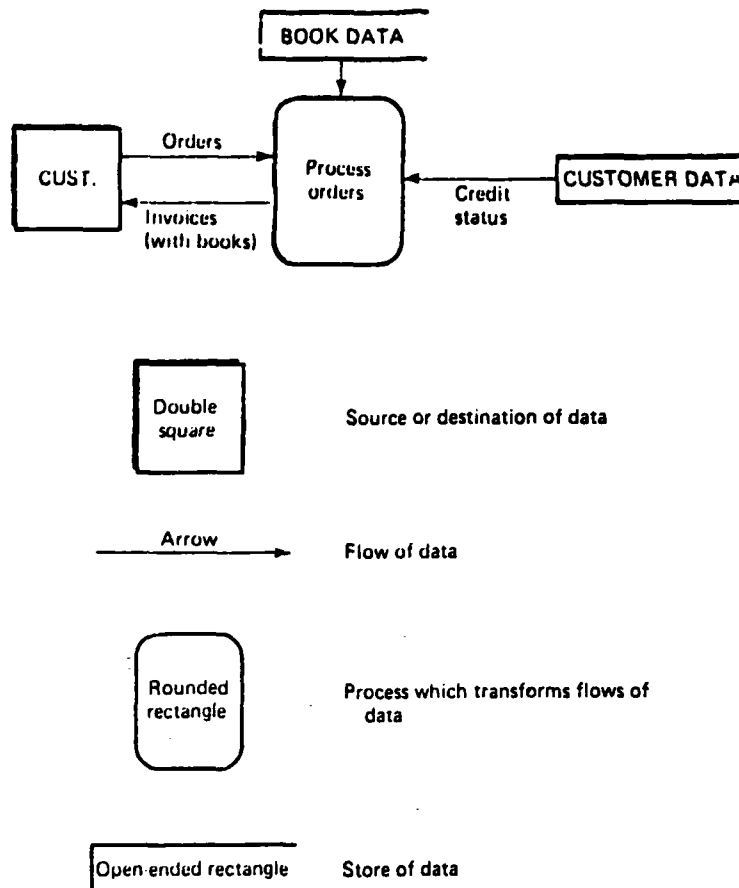 BOOK DATA
Orders
CUST.
Process
orders
CUSTOMER DATA
Credit
status
Invoices
(with books)
Double
square
Source or destination of data
Arrow
Flow of data
Rounded
rectangle
Process which transforms flows of
data
Open-ended rectangle
Store of data